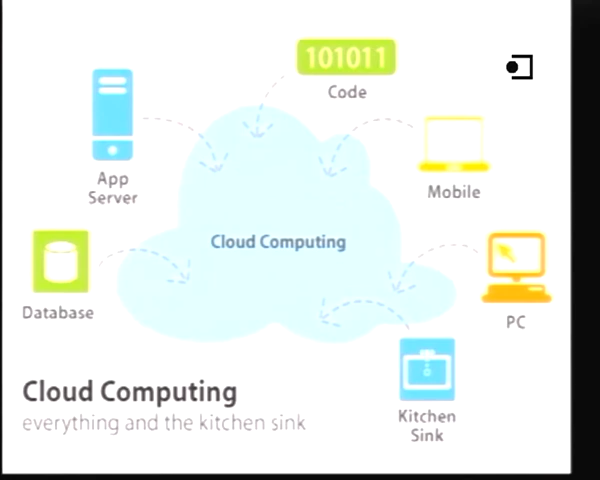 101011
Code
App
Server
Mobile
Cloud Computing
Database
PC
Cloud Computing
everything and the kitchen sink
Kitchen
Sink